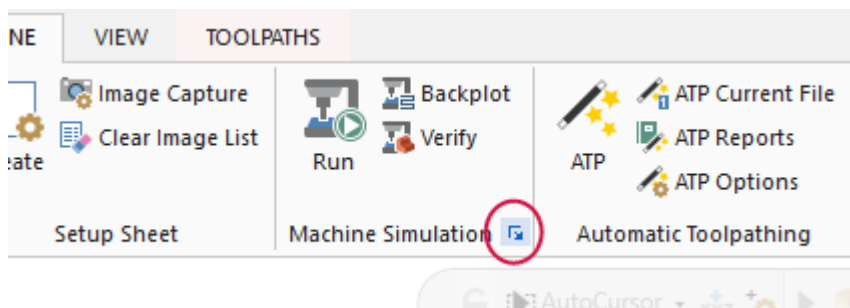 NE VIEW TOOLPATHS
Image Capture
Clear Image List
eate
Setup Sheet
Run
Backplot
Verify
Machine Simulation
ATP
ATP Current File
ATP Reports
ATP Options
Automatic Toolpathing
AutoCursor